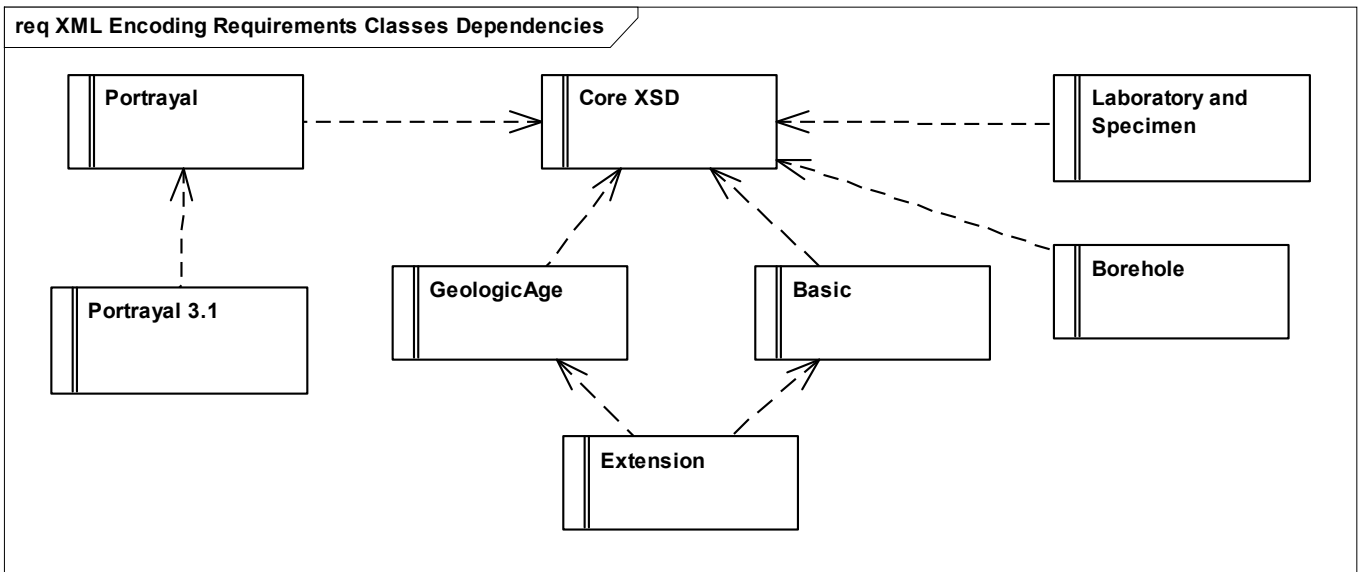 req XML Encoding Requirements Classes Dependencies
Portrayal
Core XSD
Laboratory and
Specimen
Borehole
GeologicAge
Basic
Portrayal 3.1
Extension